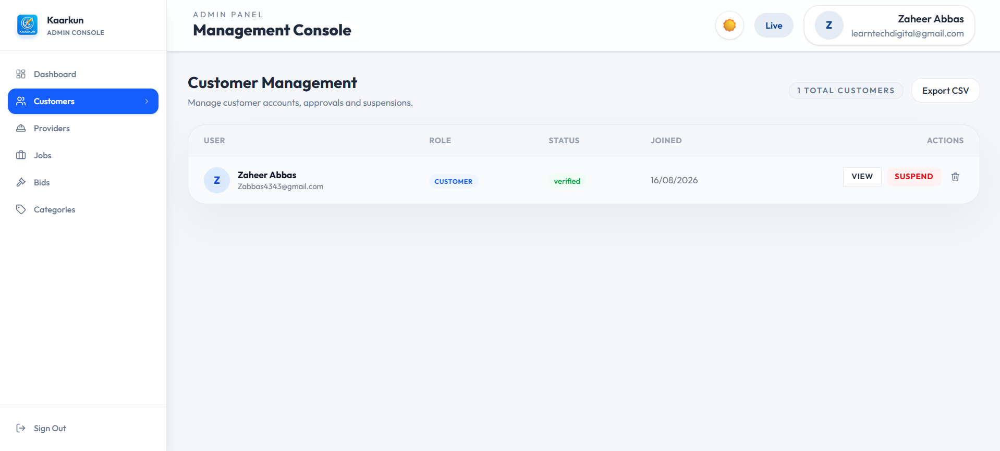 Kaarkun
ADMIN CONSOLE
KAARKUN
Dashboard
Customers
Providers
Jobs
Bids
Categories
Sign Out
ADMIN PANEL
Management Console
Live
Z
Zaheer Abbas
learntechdigital@gmail.com
Customer Management
Manage customer accounts, approvals and suspensions.
1 TOTAL CUSTOMERS
Export CSV
USER ROLE STATUS JOINED ACTIONS
Z
Zaheer Abbas
Zabbas4343@gmail.com
CUSTOMER
verified
16/08/2026
VIEW
SUSPEND